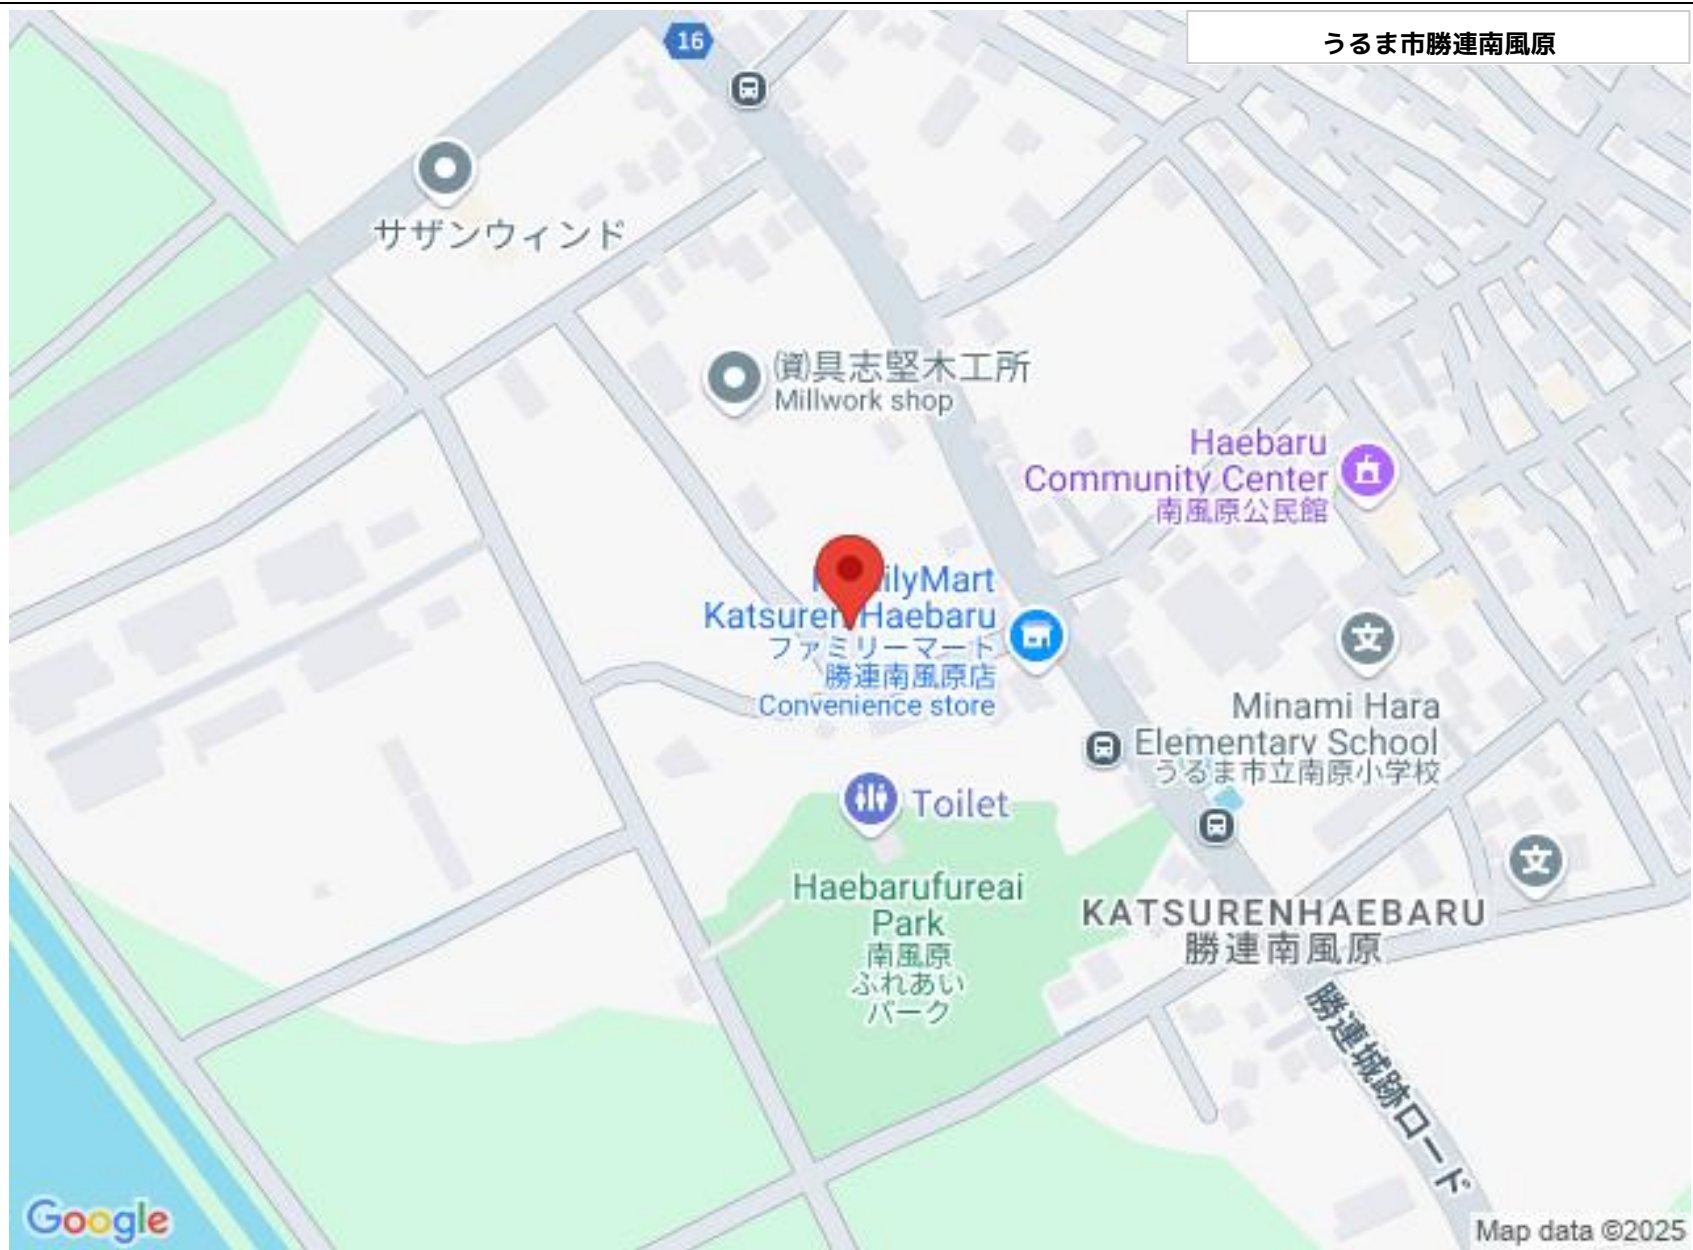 うるま市勝連南風原
16
サザンウィンド
㈾具志堅木工所
Millwork shop
Haebaru
Community Center
南風原公民館
ilyMart
Katsuren Haebaru
ファミリーマート
勝連南風原店
Convenience store
文
Minami Hara
Elementary School
うるま市立南原小学校
Toilet
文
Haebarufureai
Park
南風原
ふれあい
パーク
KATSURENHAEBARU
勝連南風原
勝連城跡ロード
Google
Map data ©2025